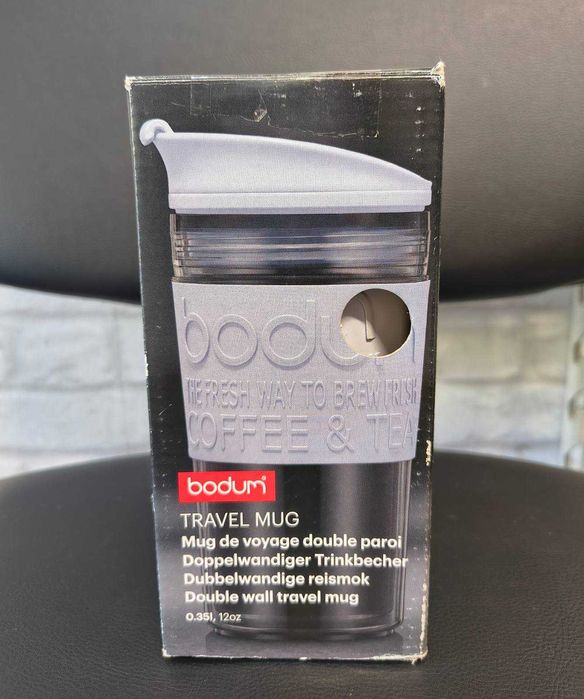 bodum
THE FRESH WAY TO BREW FRESH
COFFEE & TEA
bodum®
TRAVEL MUG
Mug de voyage double paroi
Doppelwandiger Trinkbecher
Dubbelwandige reismok
Double wall travel mug
0.35l, 12oz